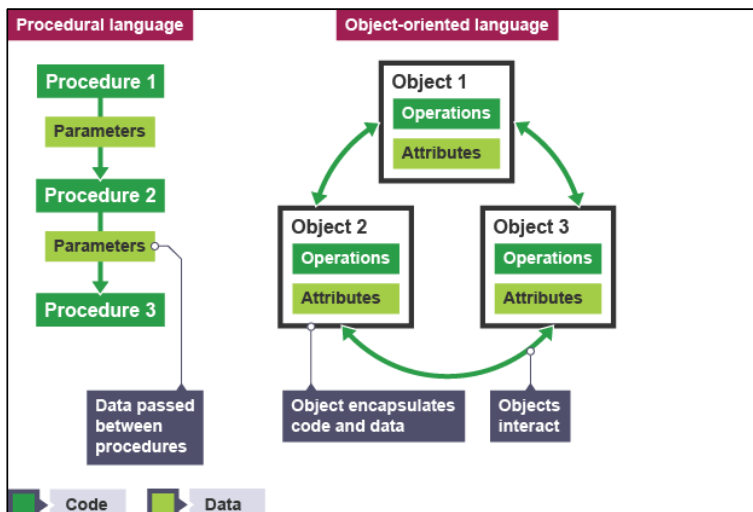 Procedural language
Procedure 1
Parameters
Procedure 2
Parameters
Procedure 3
Data passed
between
procedures
Object-oriented language
Object 1
Operations
Attributes
Object 2
Operations
Attributes
Object 3
Operations
Attributes
Object encapsulates
code and data
Objects
interact
Code
Data